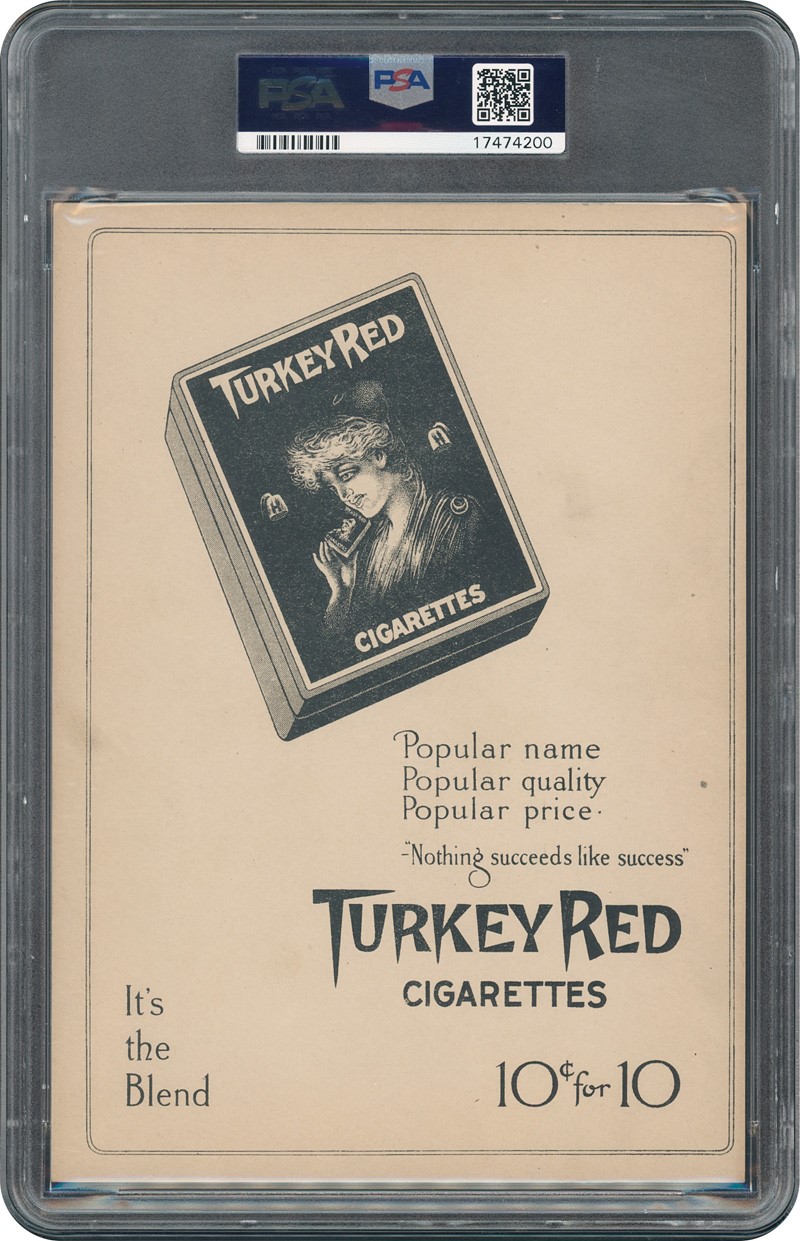 PSA
PSA
17474200
TURKEY RED
CIGARETTES
Popular name
Popular quality
Popular price.
-"Nothing succeeds like success"
TURKEY RED
CIGARETTES
It's
the
Blend
10¢ for 10